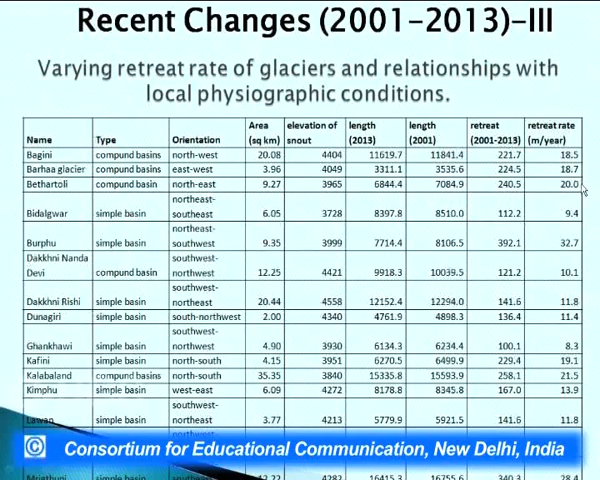 Recent Changes (2001-2013)-III
Varying retreat rate of glaciers and relationships with
local physiographic conditions.
Name Type Orientation Area (sq km) elevation of snout length (2013) length (2001) retreat (2001-2013) retreat rate (m/year)
Bagini compund basins north-west 20.08 4404 11619.7 11841.4 221.7 18.5
Barhaa glacier compund basins east-west 3.96 4049 3311.1 3535.6 224.5 18.7
Bethartoli compund basins north-east 9.27 3965 6844.4 7084.9 240.5 20.0
Bidalgwar simple basin northeast-southeast 6.05 3728 8397.8 8510.0 112.2 9.4
Burphu simple basin northeast-southwest 9.35 3999 7714.4 8106.5 392.1 32.7
Dakkhni Nanda Devi compund basin southwest-northwest 12.25 4421 9918.3 10039.5 121.2 10.1
Dakkhni Rishi simple basin southwest-northeast 20.44 4558 12152.4 12294.0 141.6 11.8
Dunagiri simple basin south-northwest 2.00 4340 4761.9 4898.3 136.4 11.4
Ghankhawi simple basin southwest-northwest 4.90 3930 6134.3 6234.4 100.1 8.3
Kafini simple basin north-south 4.15 3951 6270.5 6499.9 229.4 19.1
Kalabaland compund basins north-south 35.35 3840 15335.8 15593.9 258.1 21.5
Kimphu simple basin west-east 6.09 4272 8178.8 8345.8 167.0 13.9
Lawan simple basin southwest-northeast 3.77 4213 5779.9 5921.5 141.6 11.8
© Consortium for Educational Communication, New Delhi, India